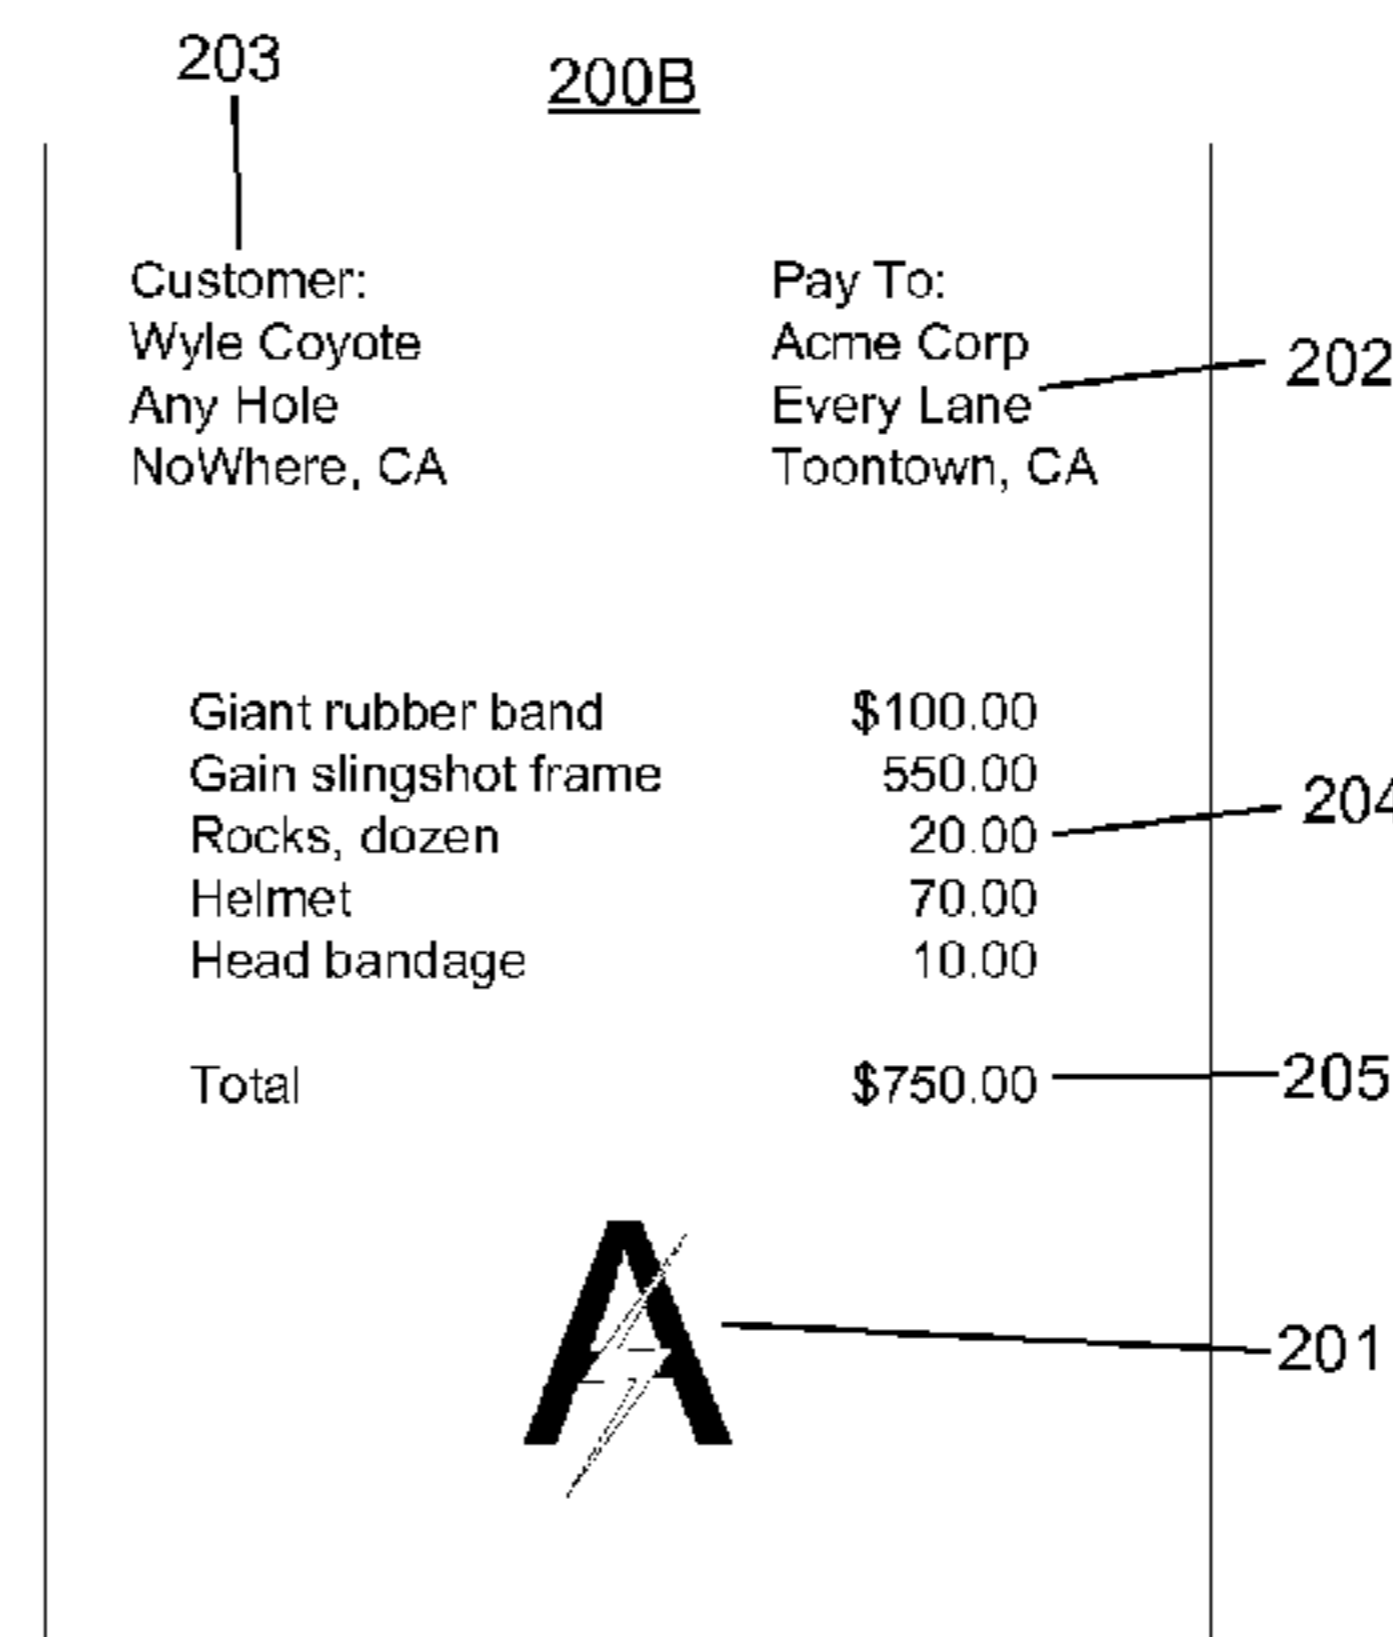 203
200B
Customer: Pay To:
Wyle Coyote Acme Corp
202
Any Hole Every Lane
NoWhere, CA Toontown, CA
Giant rubber band $100.00
Gain slingshot frame 550.00
204
Rocks, dozen 20.00
Helmet 70.00
Head bandage 10.00
Total $750.00
205
A
201